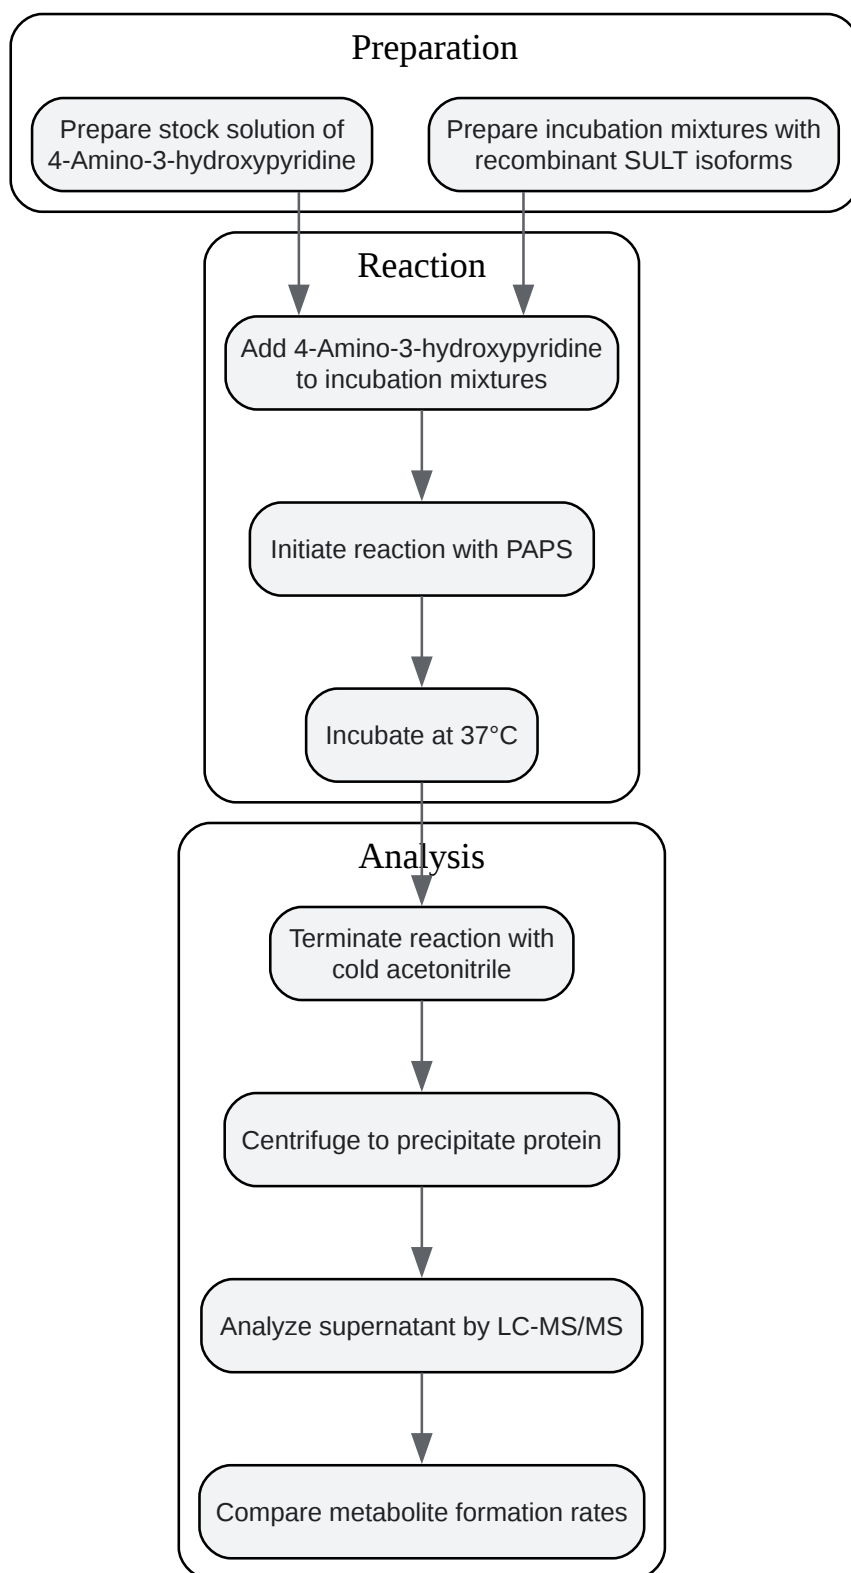 Preparation
Prepare stock solution of
4-Amino-3-hydroxypyridine
Prepare incubation mixtures with
recombinant SULT isoforms
Reaction
Add 4-Amino-3-hydroxypyridine
to incubation mixtures
Initiate reaction with PAPS
Incubate at 37°C
Analysis
Terminate reaction with
cold acetonitrile
Centrifuge to precipitate protein
Analyze supernatant by LC-MS/MS
Compare metabolite formation rates